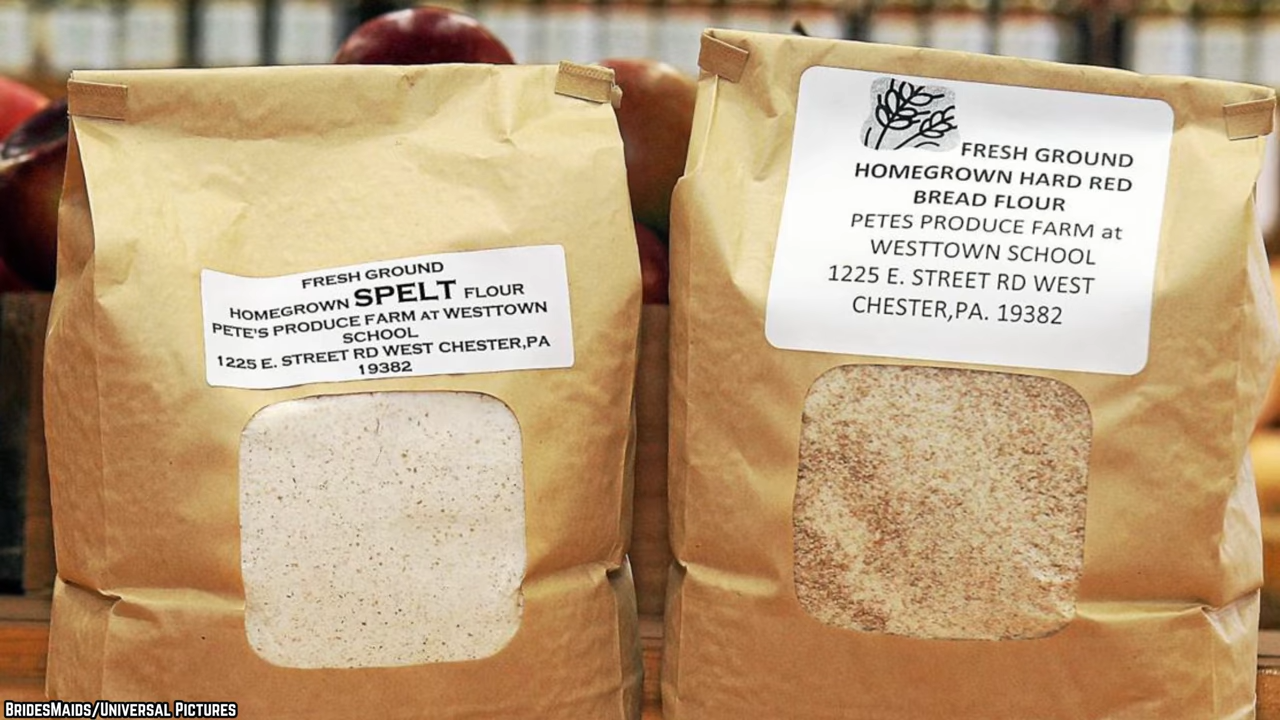 FRESH GROUND
HOMEGROWN SPELT FLOUR
PETE'S PRODUCE FARM AT WESTTOWN
SCHOOL
1225 E. STREET RD WEST CHESTER,PA
19382
FRESH GROUND
HOMEGROWN HARD RED
BREAD FLOUR
PETES PRODUCE FARM at
WESTTOWN SCHOOL
1225 E. STREET RD WEST
CHESTER,PA. 19382
BridesMaids/Universal Pictures